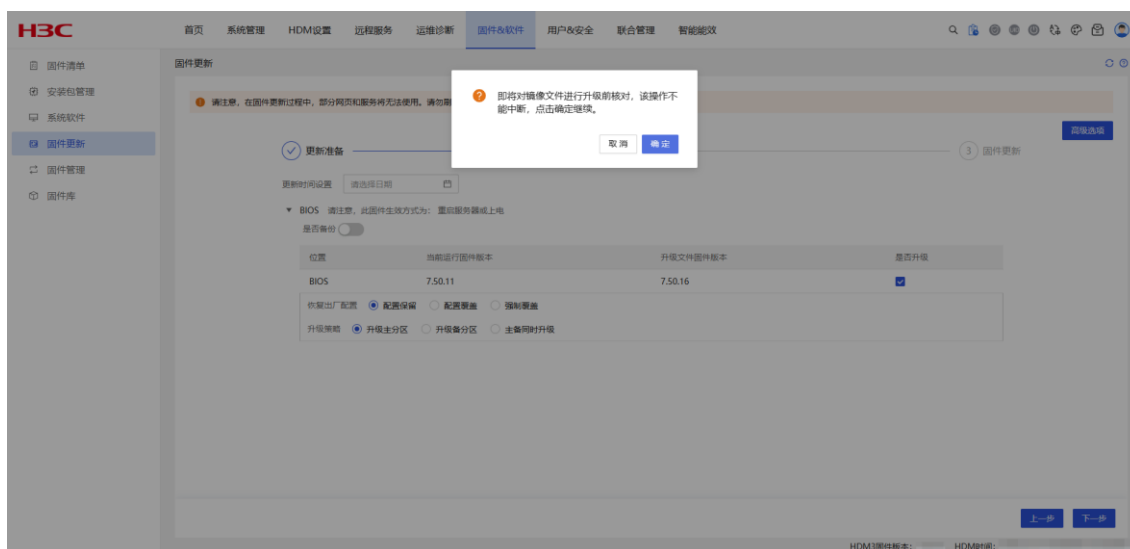 H3C
首页 系统管理 HDM设置 远程服务 运维诊断 固件&软件 用户&安全 联合管理 智能能效
固件清单
安装包管理
系统软件
固件更新
固件管理
固件库
固件更新
请注意，在固件更新过程中，部分网页和服务将无法使用。请勿刷
即将对镜像文件进行升级前核对，该操作不
能中断，点击确定继续。
取消 确定
高级选项
更新准备
3 固件更新
更新时间设置 请选择日期
BIOS 请注意，此固件生效方式为： 重启服务器或上电
是否备份
位置 当前运行固件版本 升级文件固件版本 是否升级
BIOS 7.50.11 7.50.16
恢复出厂配置 配置保留 配置覆盖 强制覆盖
升级策略 升级主分区 升级备分区 主备同时升级
上一步 下一步
HDM3固件版本： HDM时间：